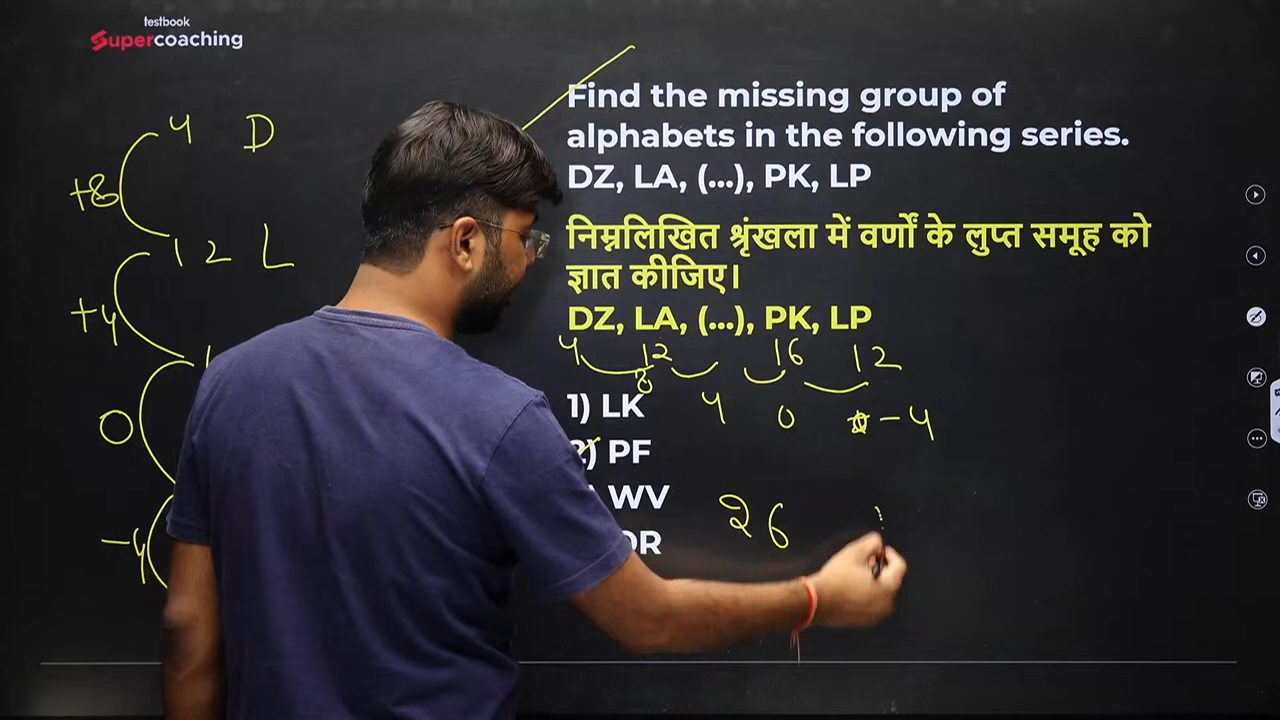 testbook
Supercoaching
Find the missing group of
alphabets in the following series.
DZ, LA, (...), PK, LP
निम्नलिखित श्रृंखला में वर्णों के लुप्त समूह को
ज्ञात कीजिए।
DZ, LA, (...), PK, LP
4 12 16 12
8 4 0 -4
1) LK
2) PF
) WV
OR
26
4 D
+8
12 L
+4
0
-4